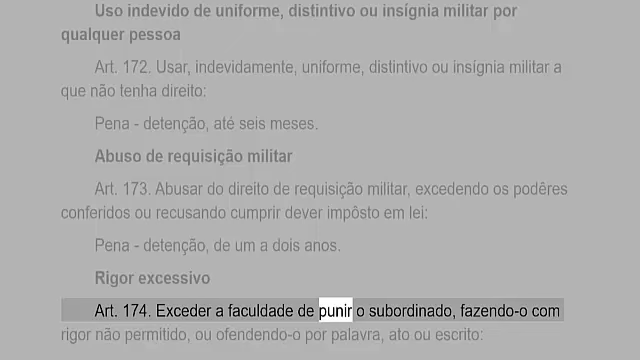 Uso indevido de uniforme, distintivo ou insígnia militar por
qualquer pessoa
Art. 172. Usar, indevidamente, uniforme, distintivo ou insígnia militar a
que não tenha direito:
Pena - detenção, até seis meses.
Abuso de requisição militar
Art. 173. Abusar do direito de requisição militar, excedendo os podêres
conferidos ou recusando cumprir dever impôsto em lei:
Pena - detenção, de um a dois anos.
Rigor excessivo
Art. 174. Exceder a faculdade de punir o subordinado, fazendo-o com
rigor não permitido, ou ofendendo-o por palavra, ato ou escrito: